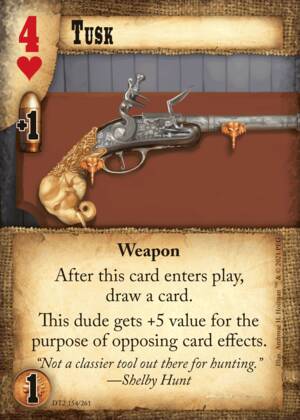 4
TUSK
+1
Weapon
After this card enters play,
draw a card.
This dude gets +5 value for the
purpose of opposing card effects.
"Not a classier tool out there for hunting."
—Shelby Hunt
1
DT2 154/261